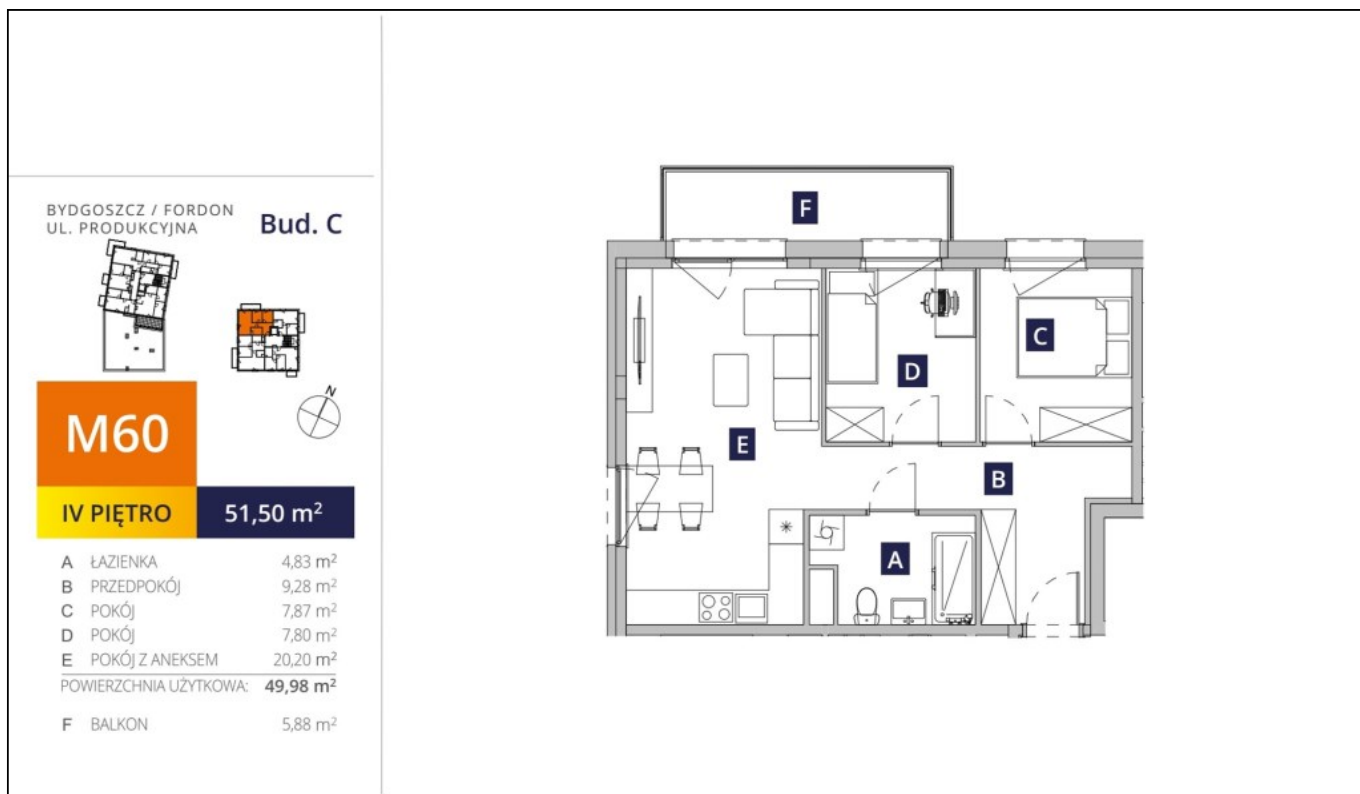 BYDGOSZCZ / FORDON
UL. PRODUKCYJNA
Bud. C
N
M60
IV PIĘTRO
51,50 m²
A ŁAZIENKA 4,83 m²
B PRZEDPOKÓJ 9,28 m²
C POKÓJ 7,87 m²
D POKÓJ 7,80 m²
E POKÓJ Z ANEKSEM 20,20 m²
POWIERZCHNIA UŻYTKOWA: 49,98 m²
F BALKON 5,88 m²
F
C
D
E
B
A